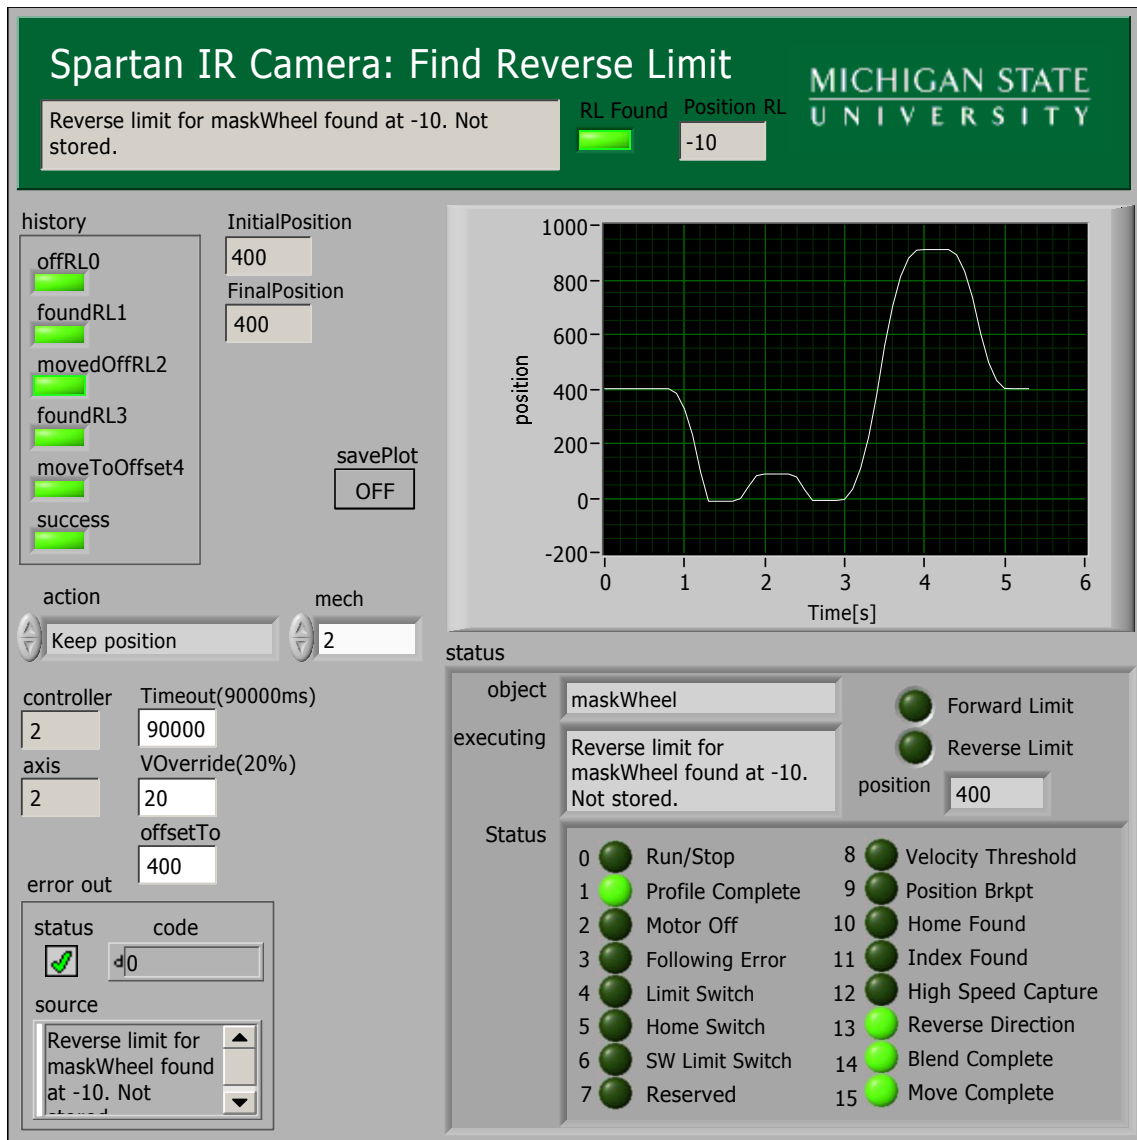 Spartan IR Camera: Find Reverse Limit
MICHIGAN STATE
UNIVERSITY
Reverse limit for maskWheel found at -10. Not
stored.
RL Found
Position RL
-10
history
offRL0
foundRL1
movedOffRL2
foundRL3
moveToOffset4
success
InitialPosition
400
FinalPosition
400
savePlot
OFF
position
1000
800
600
400
200
0
-200
0 1 2 3 4 5 6
Time[s]
action
Keep position
mech
2
controller
2
axis
2
Timeout(90000ms)
90000
VOverride(20%)
20
offsetTo
400
error out
status
code
d0
source
Reverse limit for
maskWheel found
at -10. Not
stored.
status
object
maskWheel
executing
Reverse limit for
maskWheel found at -10.
Not stored.
Forward Limit
Reverse Limit
position
400
Status
0 Run/Stop
1 Profile Complete
2 Motor Off
3 Following Error
4 Limit Switch
5 Home Switch
6 SW Limit Switch
7 Reserved
8 Velocity Threshold
9 Position Brkpt
10 Home Found
11 Index Found
12 High Speed Capture
13 Reverse Direction
14 Blend Complete
15 Move Complete